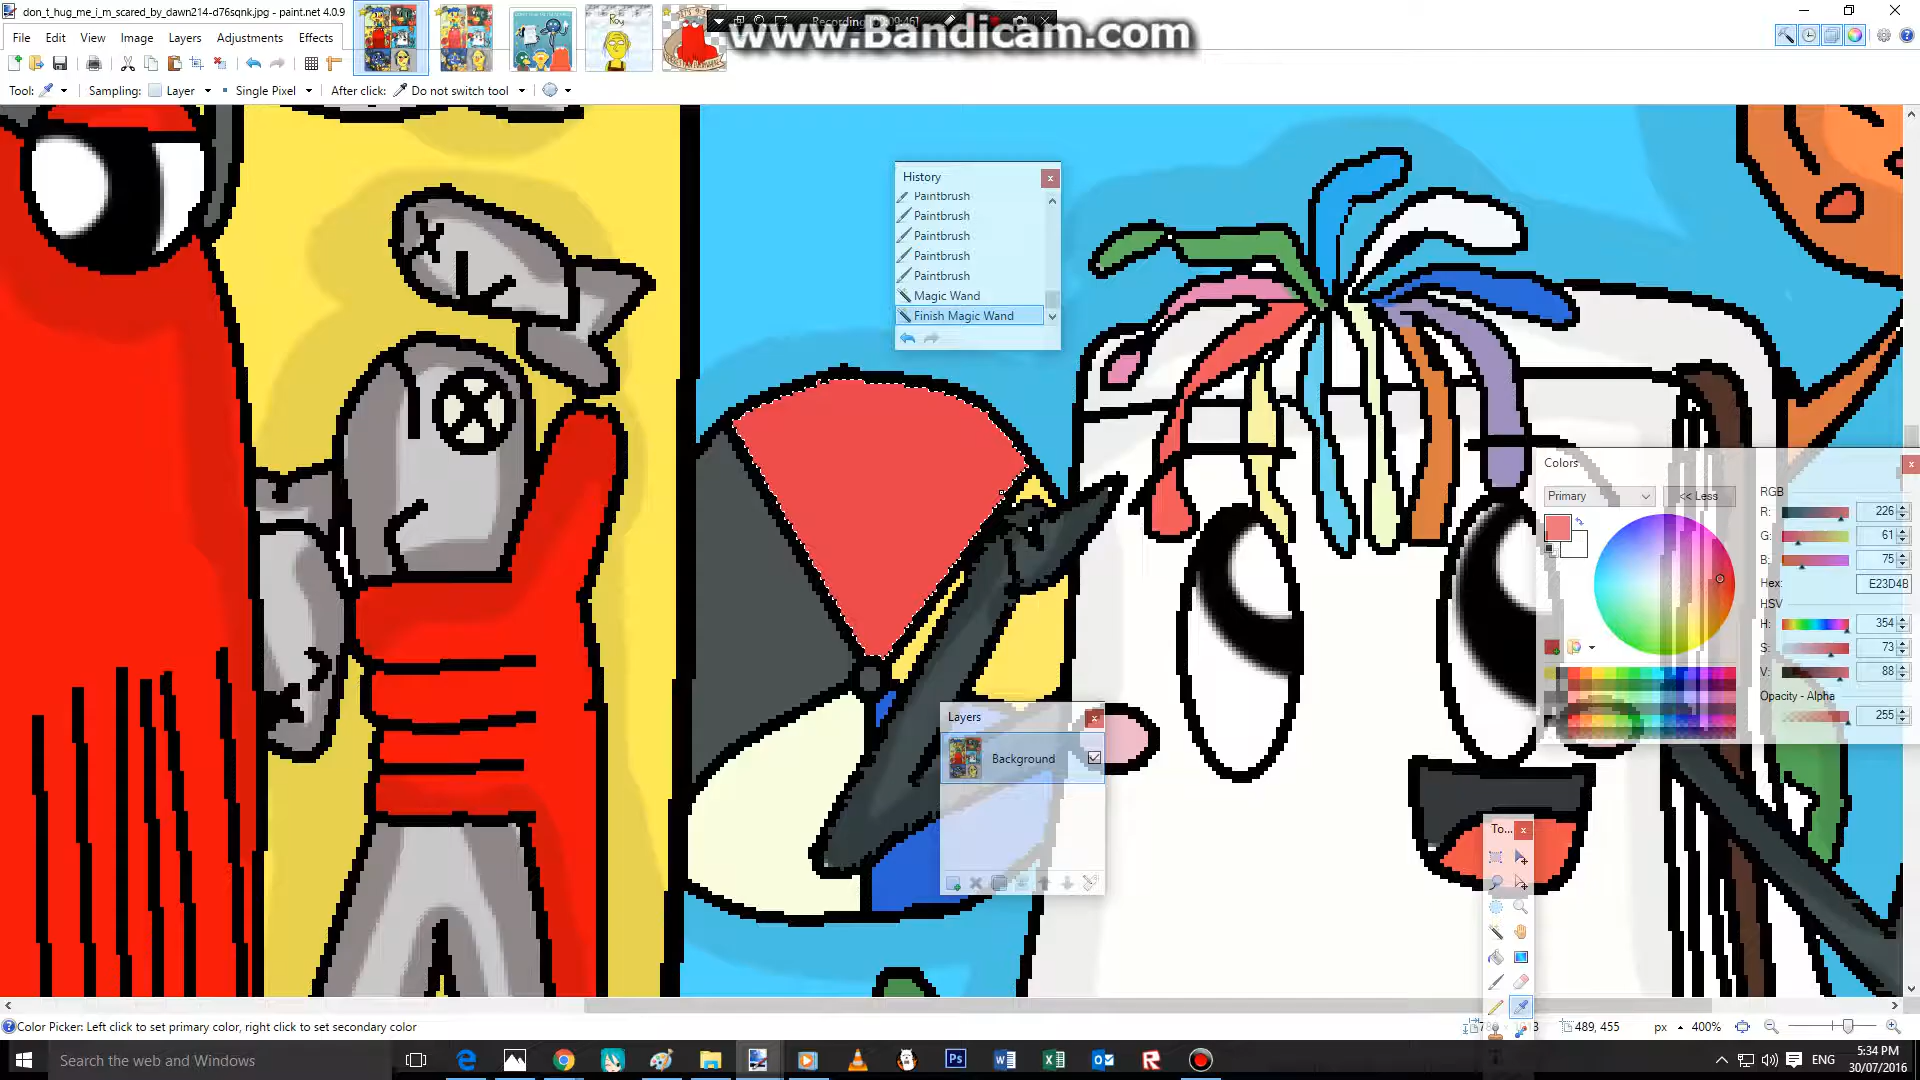 don_t_hug_me_i_m_scared_by_dawn214-d76sqnk.jpg - paint.net 4.0.9
www.Bandicam.com
File Edit View Image Layers Adjustments Effects
Roy
Tool: Sampling: Layer Single Pixel After click: Do not switch tool
History
Paintbrush
Paintbrush
Paintbrush
Paintbrush
Paintbrush
Magic Wand
Finish Magic Wand
Colors
Primary
<< Less
RGB
R: 226
G: 61
B: 75
Hex: E23D4B
HSV
H: 354
S: 73
V: 88
Opacity - Alpha
255
Layers
Background
To...
Color Picker: Left click to set primary color, right click to set secondary color
489, 455
px
400%
Search the web and Windows
Ps
ENG
5:34 PM
30/07/2016